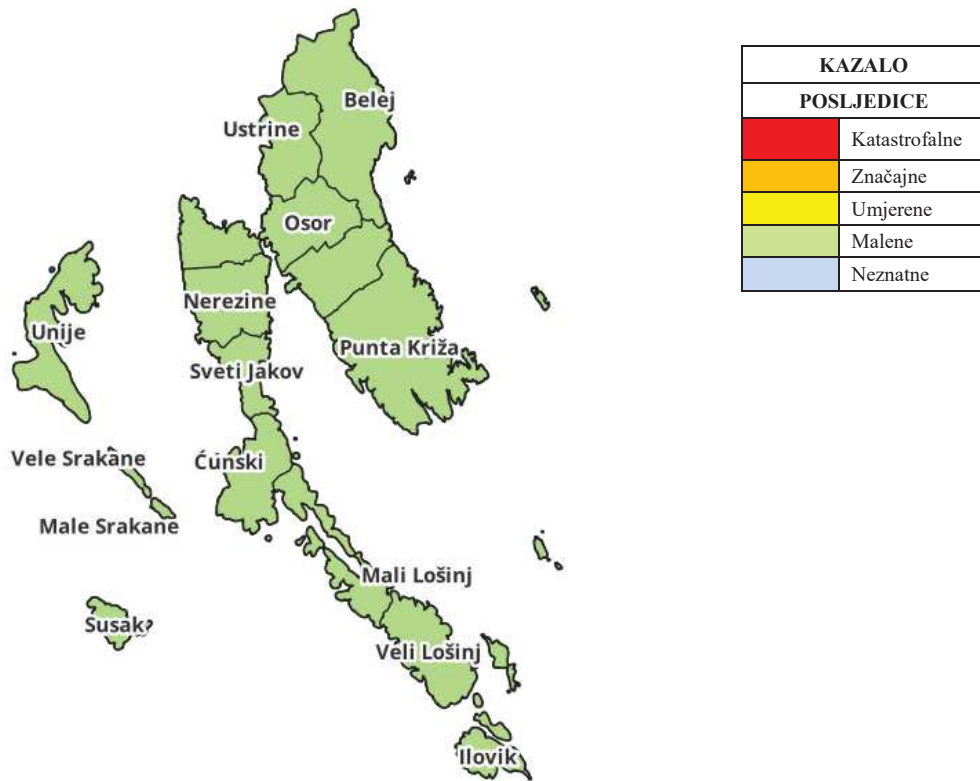 KAZALO
POSLJEDICE
Katastrofalne
Značajne
Umjerene
Malene
Neznatne
Belej
Ustrine
Osor
Nerezine
Unije
Punta Križa
Sveti Jakov
Vele Srakane
Ćunski
Male Srakane
Mali Lošinj
Susak
Veli Lošinj
Ilovik